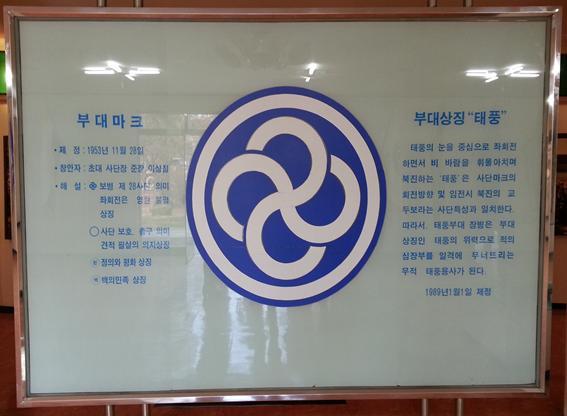 부대마크
• 제 정 : 1953년 11월 28일
• 창안자 : 초대 사단장 준장 이상철
• 해 설 : 보병 제 28사단 의미
좌회전은 영원 불멸
상징
사단 보호, 축구 의미
견적 필살의 의지상징
정의와 평화 상징
백의민족 상징
부대상징 “태풍”
태풍의 눈을 중심으로 좌회전
하면서 비 바람을 휘몰아치며
북진하는 ‘태풍’은 사단마크의
회전방향 및 임전시 북진의 교
두보라는 사단특성과 일치한다.
따라서, 태풍부대 장병은 부대
상징인 태풍의 위력으로 적의
심장부를 일격에 무너뜨리는
무적 태풍용사가 된다.
1989년1월1일 제정